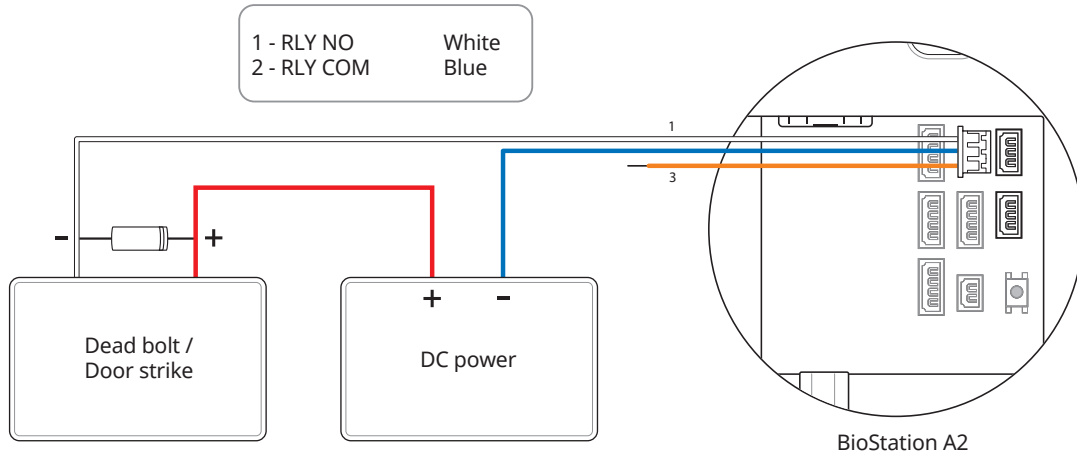 1 - RLY NO White
2 - RLY COM Blue
1
3
- +
+ -
Dead bolt /
Door strike
DC power
BioStation A2